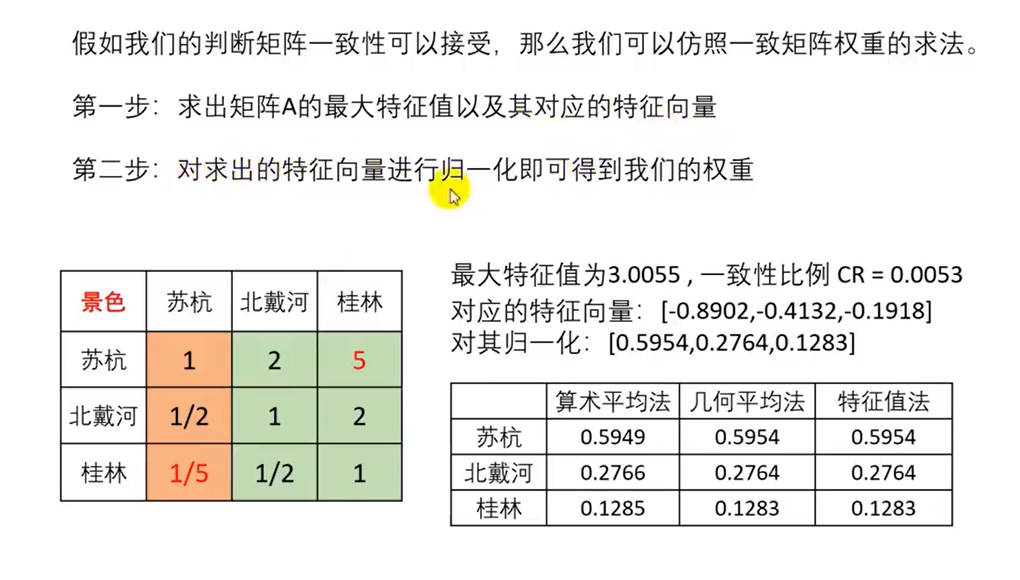 假如我们的判断矩阵一致性可以接受，那么我们可以仿照一致矩阵权重的求法。
第一步：求出矩阵A的最大特征值以及其对应的特征向量
第二步：对求出的特征向量进行归一化即可得到我们的权重
景色 苏杭 北戴河 桂林
苏杭 1 2 5
北戴河 1/2 1 2
桂林 1/5 1/2 1
最大特征值为3.0055 , 一致性比例 CR = 0.0053
对应的特征向量：[-0.8902,-0.4132,-0.1918]
对其归一化：[0.5954,0.2764,0.1283]
算术平均法 几何平均法 特征值法
苏杭 0.5949 0.5954 0.5954
北戴河 0.2766 0.2764 0.2764
桂林 0.1285 0.1283 0.1283